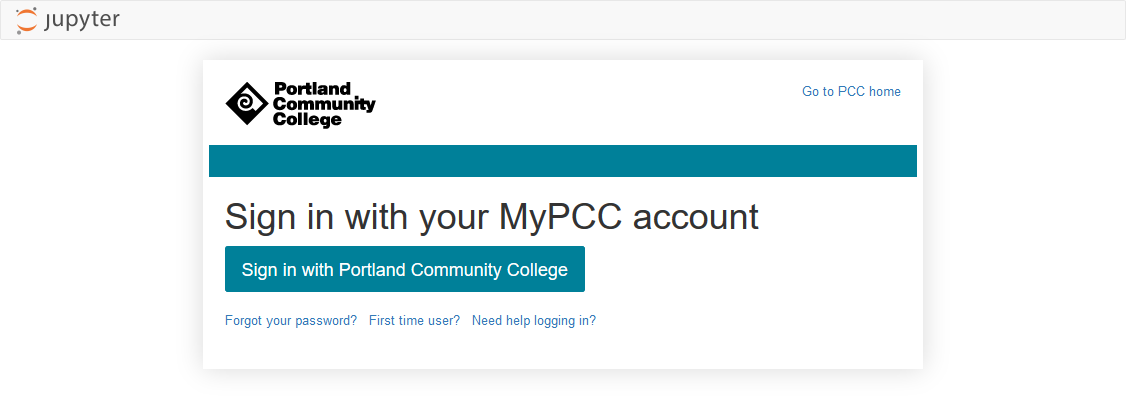 jupyter
Portland
Community
College
Go to PCC home
Sign in with your MyPCC account
Sign in with Portland Community College
Forgot your password? First time user? Need help logging in?